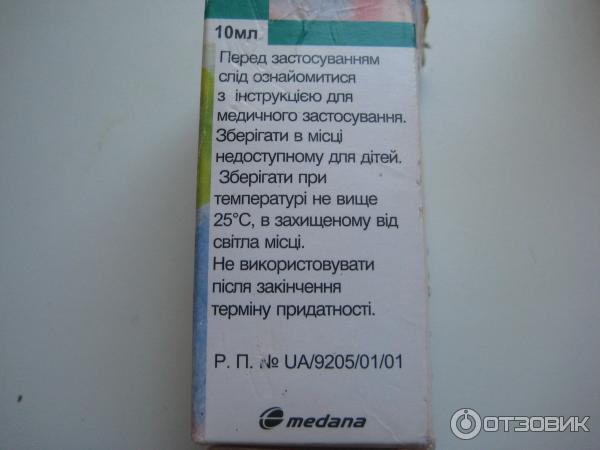 10мл
Перед застосуванням
слід ознайомитися
з інструкцією для
медичного застосування.
Зберігати в місці
недоступному для дітей.
Зберігати при
температурі не вище
25°С, в захищеному від
світла місці.
Не використовувати
після закінчення
терміну придатності.
Р. П. № UA/9205/01/01
medana
ОТЗОВИК